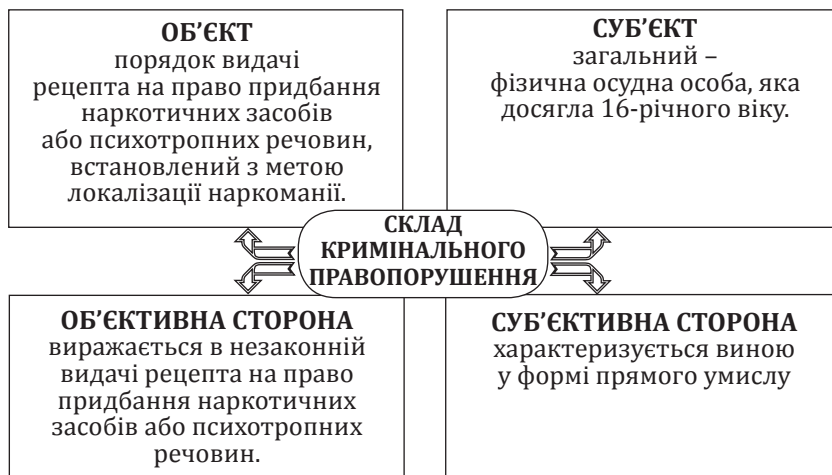 ОБ’ЄКТ
порядок видачі
рецепта на право придбання
наркотичних засобів
або психотропних речовин,
встановлений з метою
локалізації наркоманії.
СУБ’ЄКТ
загальний –
фізична осудна особа, яка
досягла 16-річного віку.
СКЛАД
КРИМІНАЛЬНОГО
ПРАВОПОРУШЕННЯ
ОБ’ЄКТИВНА СТОРОНА
виражається в незаконній
видачі рецепта на право
придбання наркотичних
засобів або психотропних
речовин.
СУБ’ЄКТИВНА СТОРОНА
характеризується виною
у формі прямого умислу